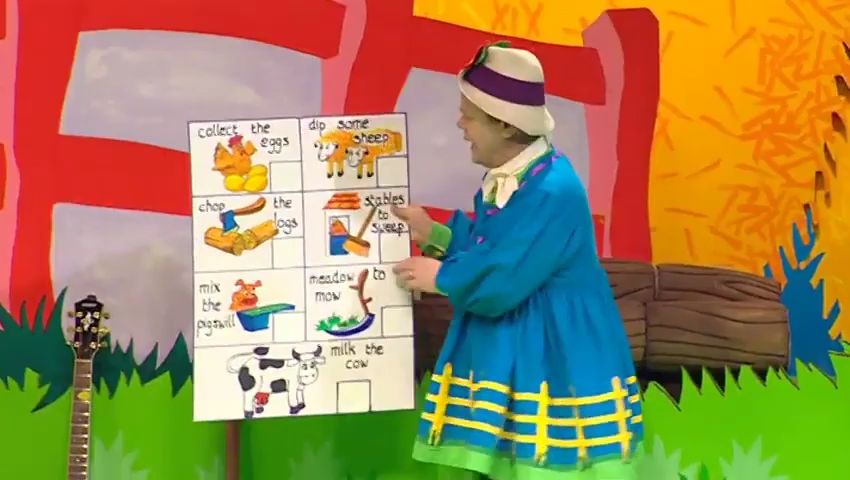 collect the
eggs
dip some
sheep
chop the
logs
stables
to
sweep
mix
the
pigswill
meadow to
mow
milk the
cow